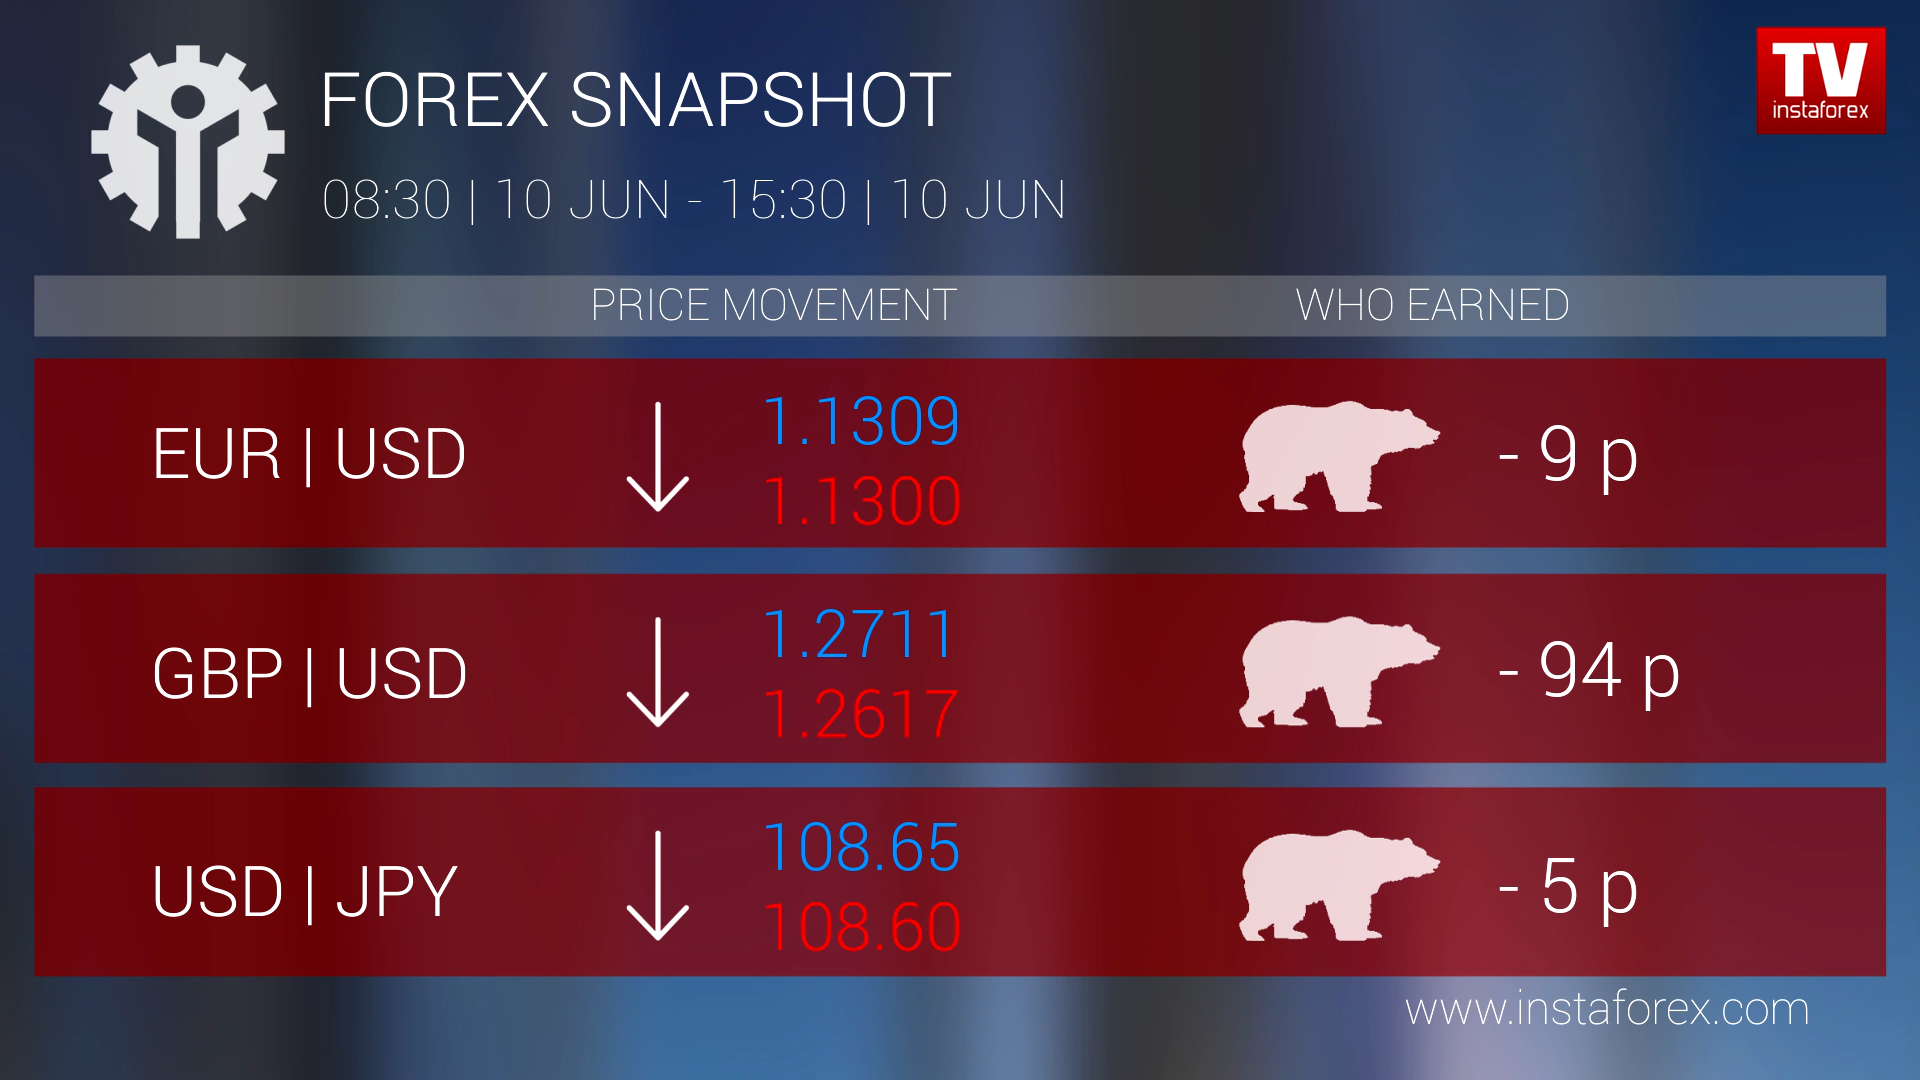 FOREX SNAPSHOT
TV
instaforex
08:30 | 10 JUN - 15:30 | 10 JUN
PRICE MOVEMENT WHO EARNED
EUR | USD 1.1309 - 9 p
1.1300
GBP | USD 1.2711 - 94 p
1.2617
USD | JPY 108.65 - 5 p
108.60
www.instaforex.com